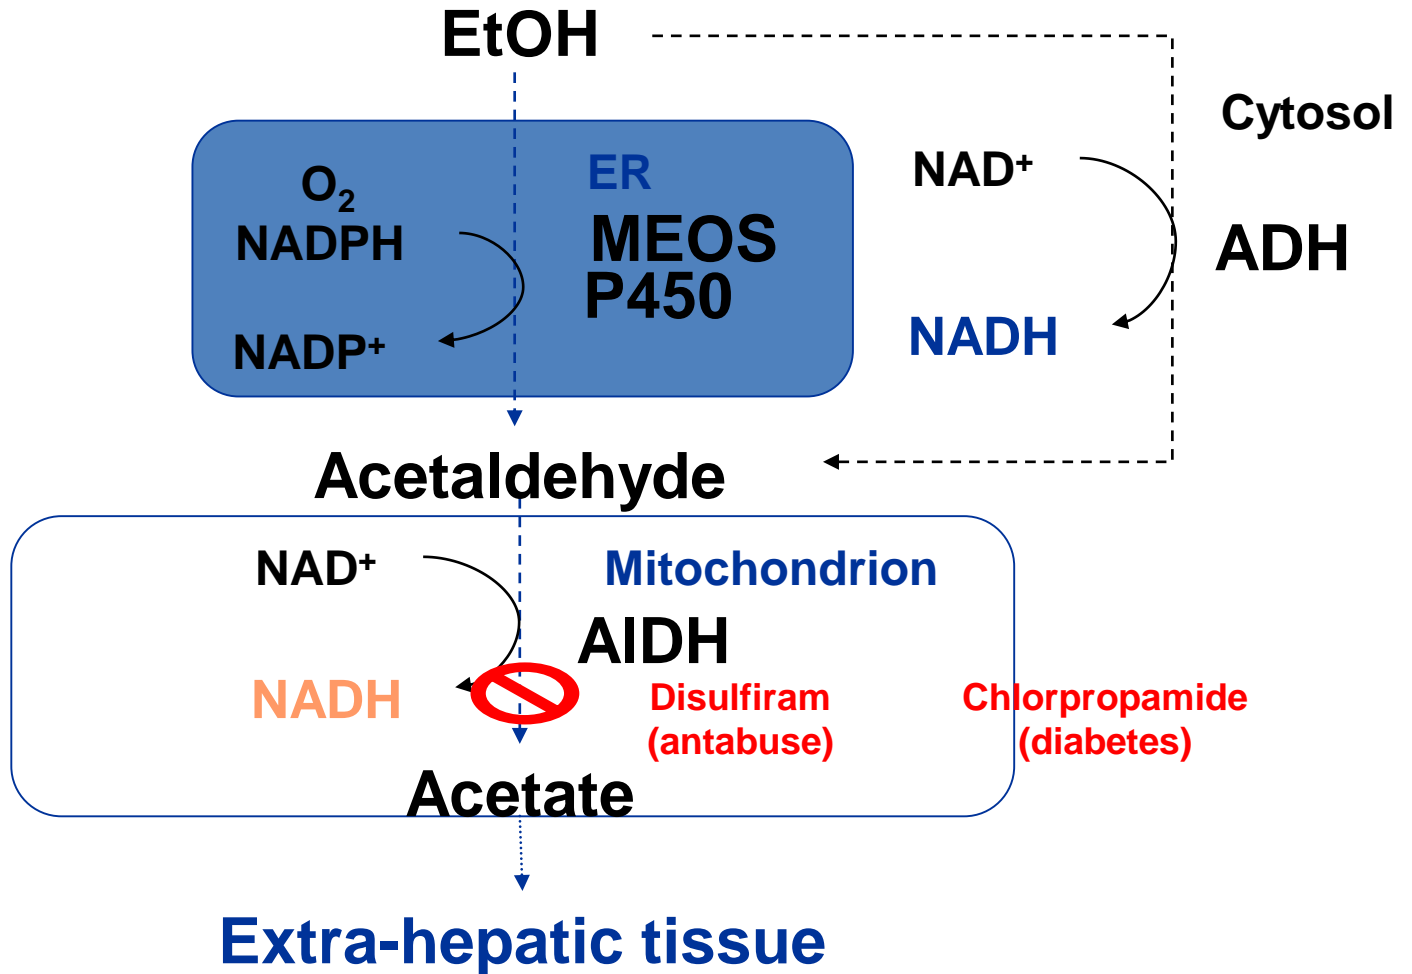 EtOH
Cytosol
O₂
NADPH
NADP⁺
ER
MEOS
P450
NAD⁺
NADH
ADH
Acetaldehyde
NAD⁺
NADH
Mitochondrion
AlDH
Disulfiram
(antabuse)
Chlorpropamide
(diabetes)
Acetate
Extra-hepatic tissue